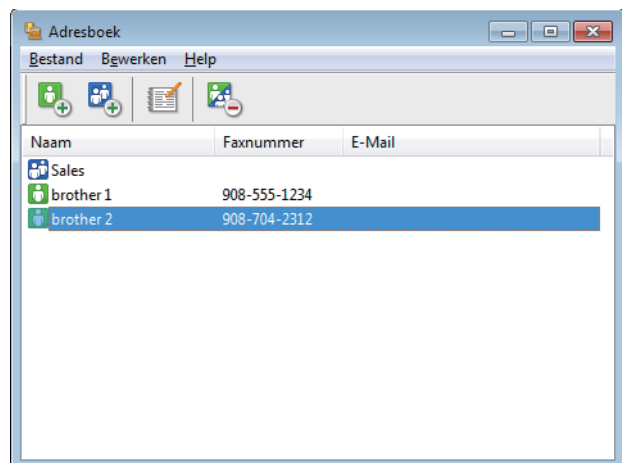 Adresboek
Bestand Bewerken Help
Naam Faxnummer E-Mail
Sales
brother 1 908-555-1234
brother 2 908-704-2312